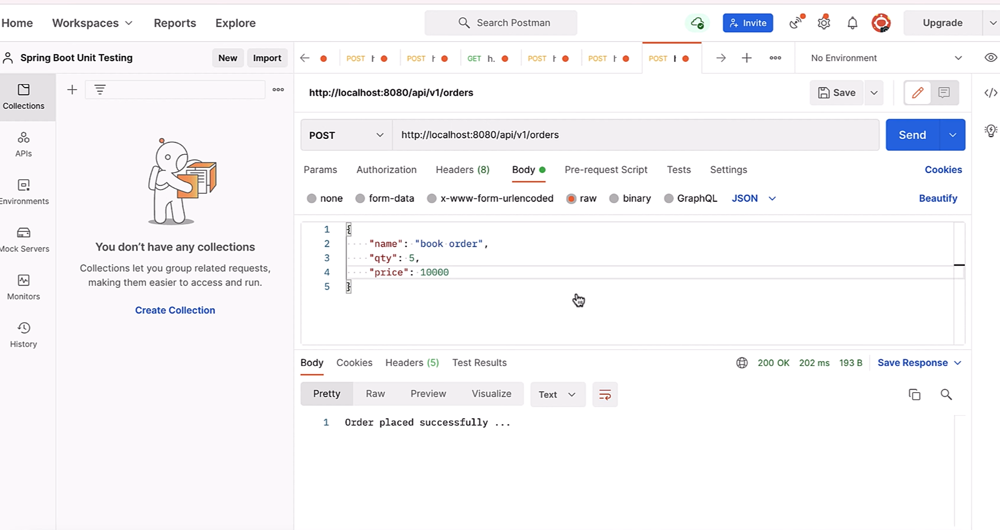 Home Workspaces Reports Explore Search Postman Invite Upgrade
Spring Boot Unit Testing New Import POST POST GET h. POST POST POST No Environment
Collections
APIs
Environments
Mock Servers
Monitors
History
You don’t have any collections
Collections let you group related requests,
making them easier to access and run.
Create Collection
http://localhost:8080/api/v1/orders Save </>
POST http://localhost:8080/api/v1/orders Send
Params Authorization Headers (8) Body Pre-request Script Tests Settings Cookies
none form-data x-www-form-urlencoded raw binary GraphQL JSON Beautify
1 {
2 "name": "book order",
3 "qty": 5,
4 "price": 10000
5 }
Body Cookies Headers (5) Test Results 200 OK 202 ms 193 B Save Response
Pretty Raw Preview Visualize Text
1 Order placed successfully ...